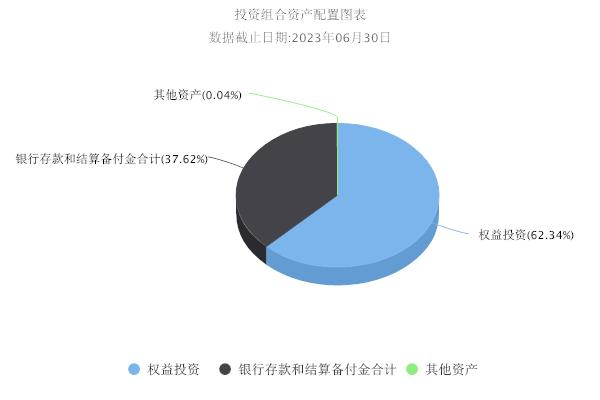 投资组合资产配置图表
数据截止日期:2023年06月30日
其他资产(0.04%)
银行存款和结算备付金合计(37.62%)
权益投资(62.34%)
权益投资 银行存款和结算备付金合计 其他资产